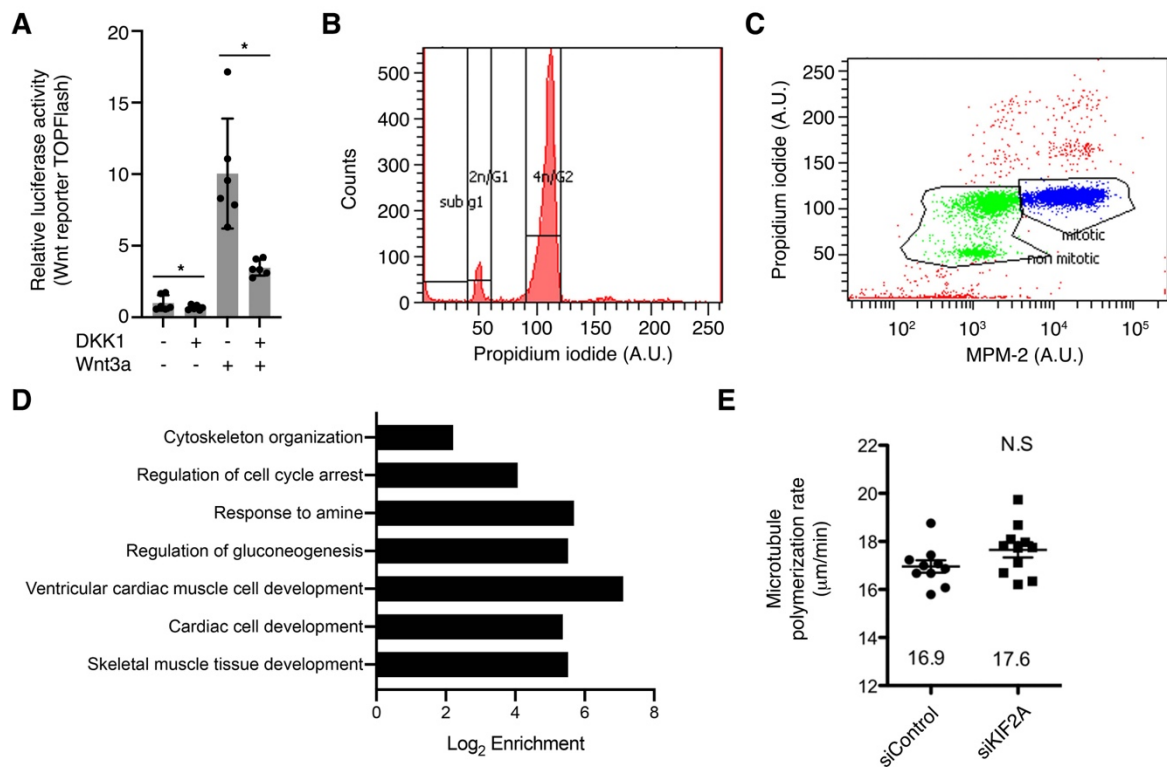 A
Relative luciferase activity
(Wnt reporter TOPFlash)
20
15
10
5
0
*
*
DKK1 - + - +
Wnt3a - - + +
B
Counts
500
400
300
200
100
0
sub g1
2n/G1
4n/G2
50 100 150 200 250
Propidium iodide (A.U.)
C
Propidium iodide (A.U.)
250
200
150
100
50
mitotic
non mitotic
10² 10³ 10⁴ 10⁵
MPM-2 (A.U.)
D
Cytoskeleton organization
Regulation of cell cycle arrest
Response to amine
Regulation of gluconeogenesis
Ventricular cardiac muscle cell development
Cardiac cell development
Skeletal muscle tissue development
0 2 4 6 8
Log₂ Enrichment
E
Microtubule
polymerization rate
(μm/min)
22
20
18
16
14
12
N.S
16.9 17.6
siControl
siKIF2A